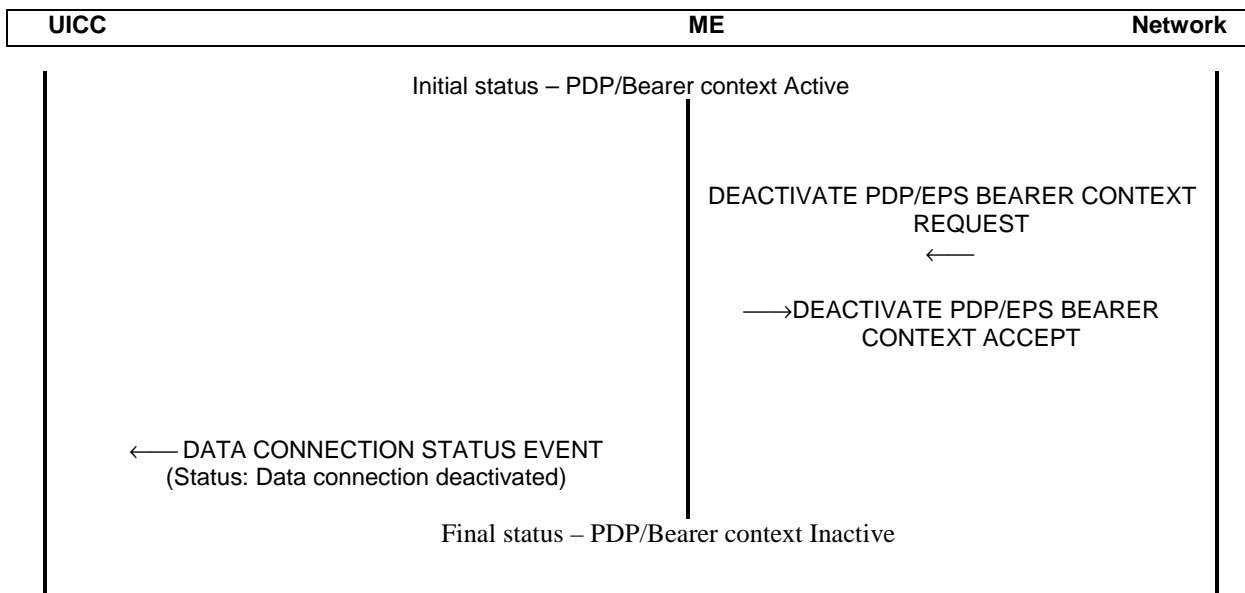 UICC ME Network
Initial status – PDP/Bearer context Active
DEACTIVATE PDP/EPS BEARER CONTEXT
REQUEST
←
→DEACTIVATE PDP/EPS BEARER
CONTEXT ACCEPT
← DATA CONNECTION STATUS EVENT
(Status: Data connection deactivated)
Final status – PDP/Bearer context Inactive